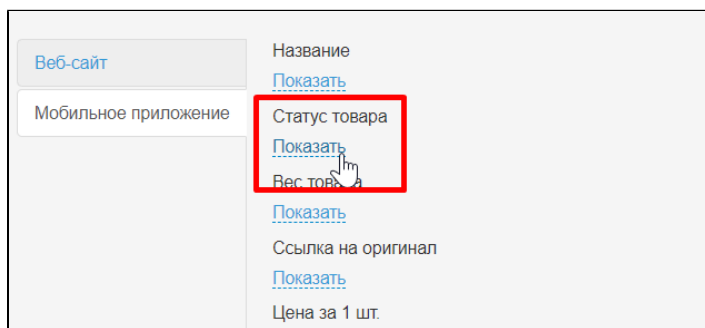 Веб-сайт
Мобильное приложение
Название
Показать
Статус товара
Показать
Вес товара
Показать
Ссылка на оригинал
Показать
Цена за 1 шт.